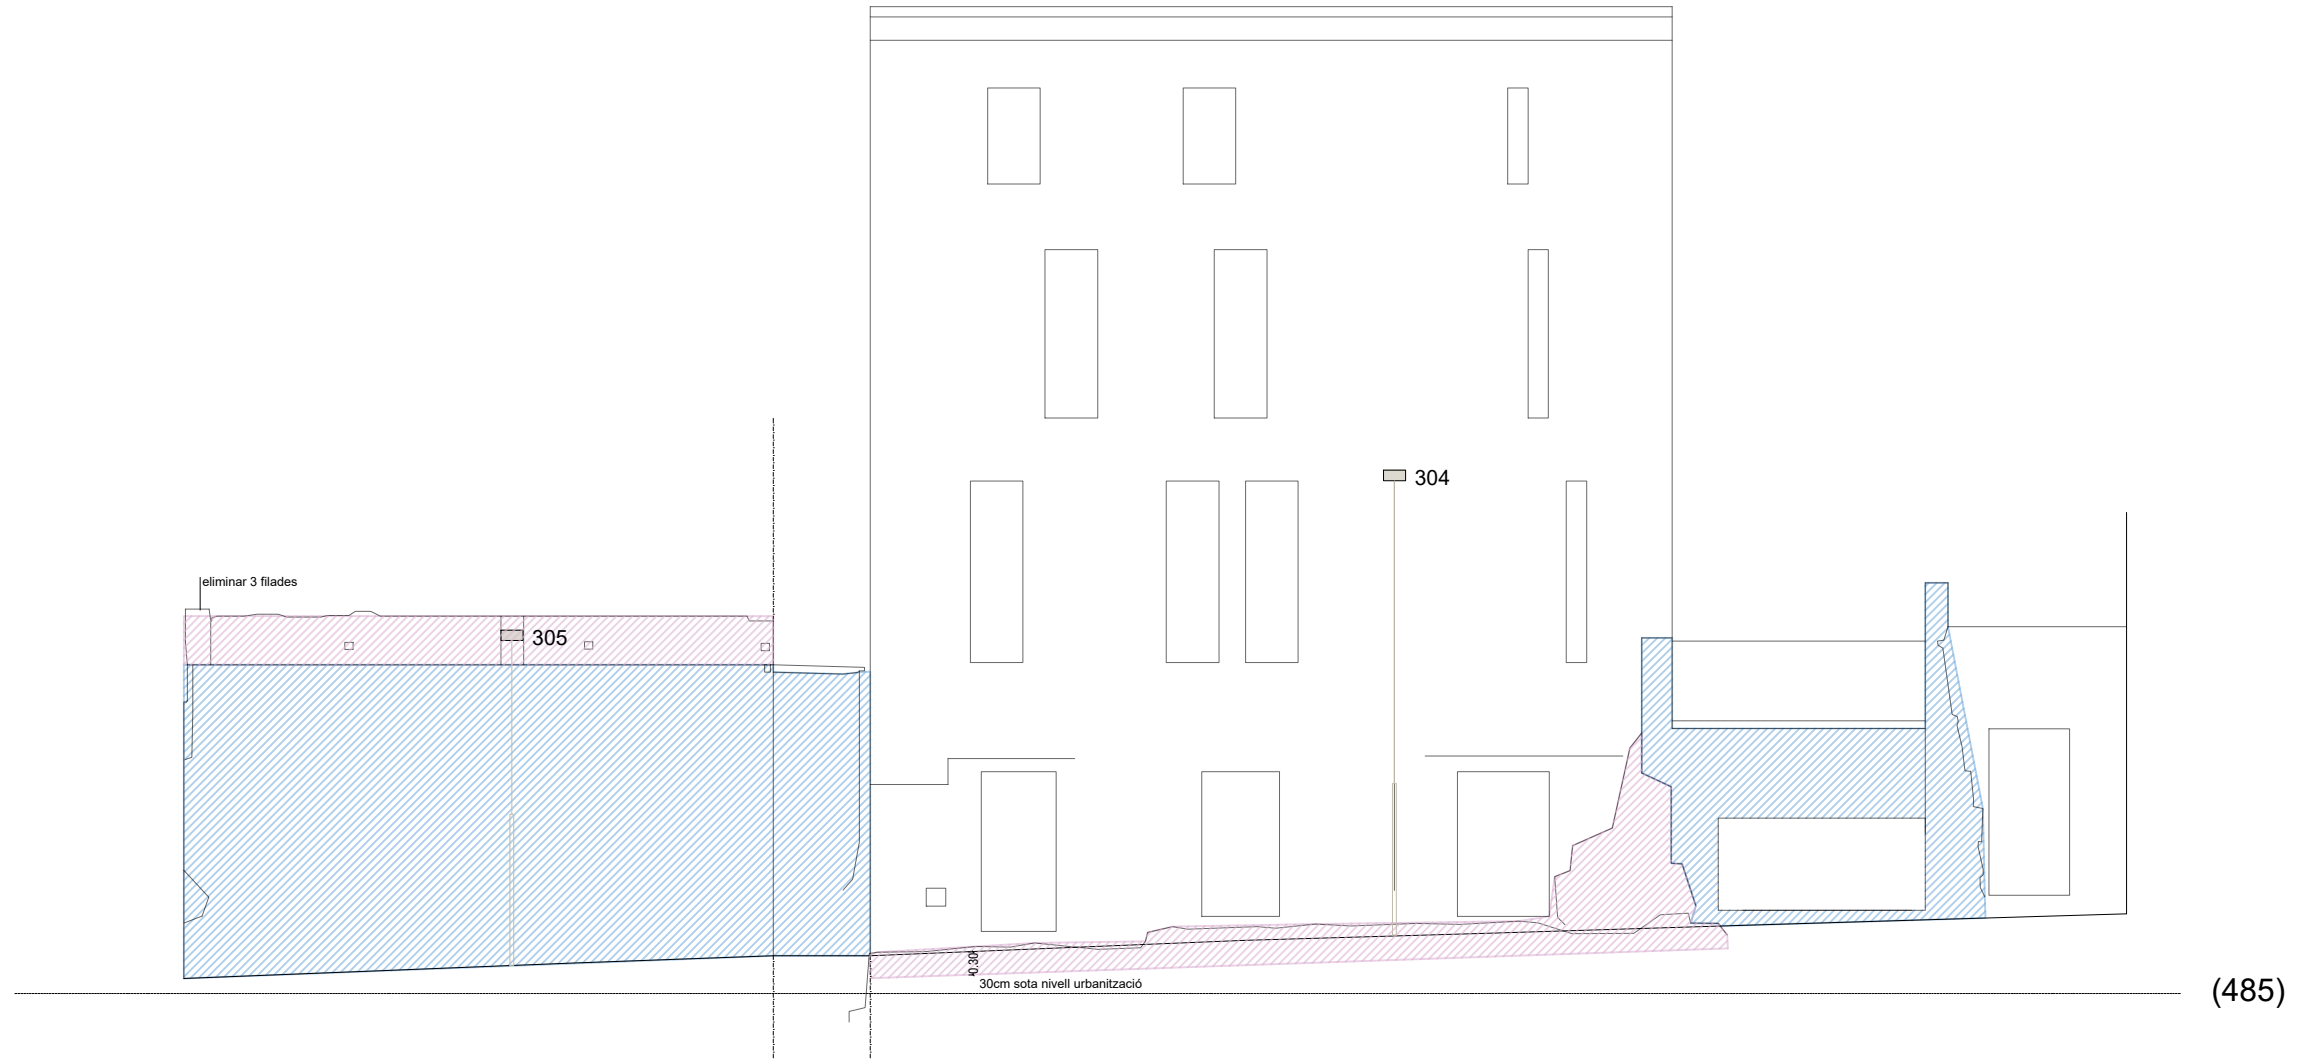 304
eliminar 3 filades
305
0.30
30cm sota nivell urbanització
(485)